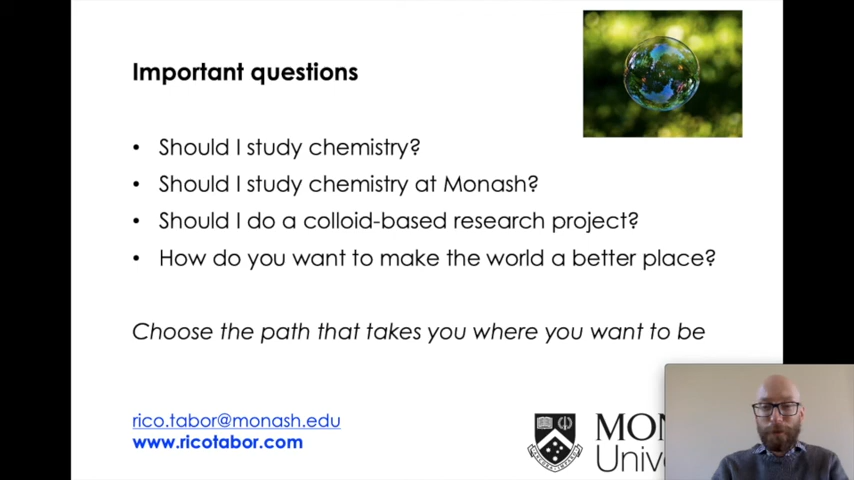 Important questions
• Should I study chemistry?
• Should I study chemistry at Monash?
• Should I do a colloid-based research project?
• How do you want to make the world a better place?
Choose the path that takes you where you want to be
rico.tabor@monash.edu
www.ricotabor.com